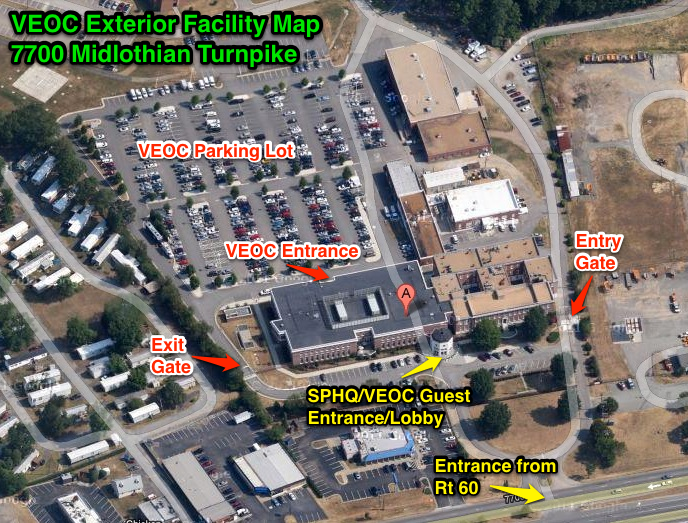 VEOC Exterior Facility Map
7700 Midlothian Turnpike
VEOC Parking Lot
VEOC Entrance
Entry
Gate
A
Exit
Gate
SPHQ/VEOC Guest
Entrance/Lobby
Entrance from
Rt 60